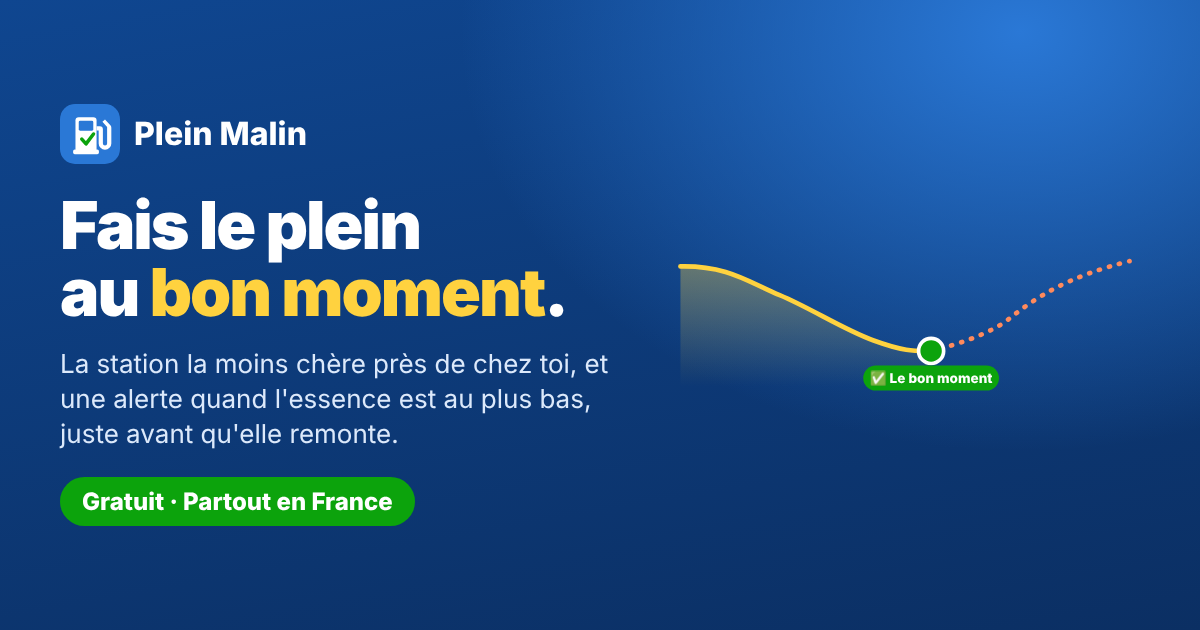 Plein Malin
Fais le plein
au bon moment.
La station la moins chère près de chez toi, et
une alerte quand l'essence est au plus bas,
juste avant qu'elle remonte.
Gratuit · Partout en France
✅ Le bon moment